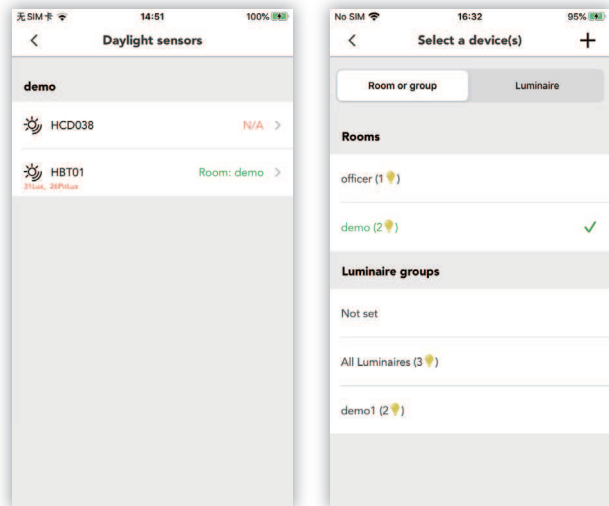 无SIM卡 14:51 100%
Daylight sensors
demo
HCD038 N/A
HBT01 Room: demo
31Lux, 26PirLux
No SIM 16:32 95%
Select a device(s)
Room or group Luminaire
Rooms
officer (1)
demo (2)
Luminaire groups
Not set
All Luminaires (3)
demo1 (2)